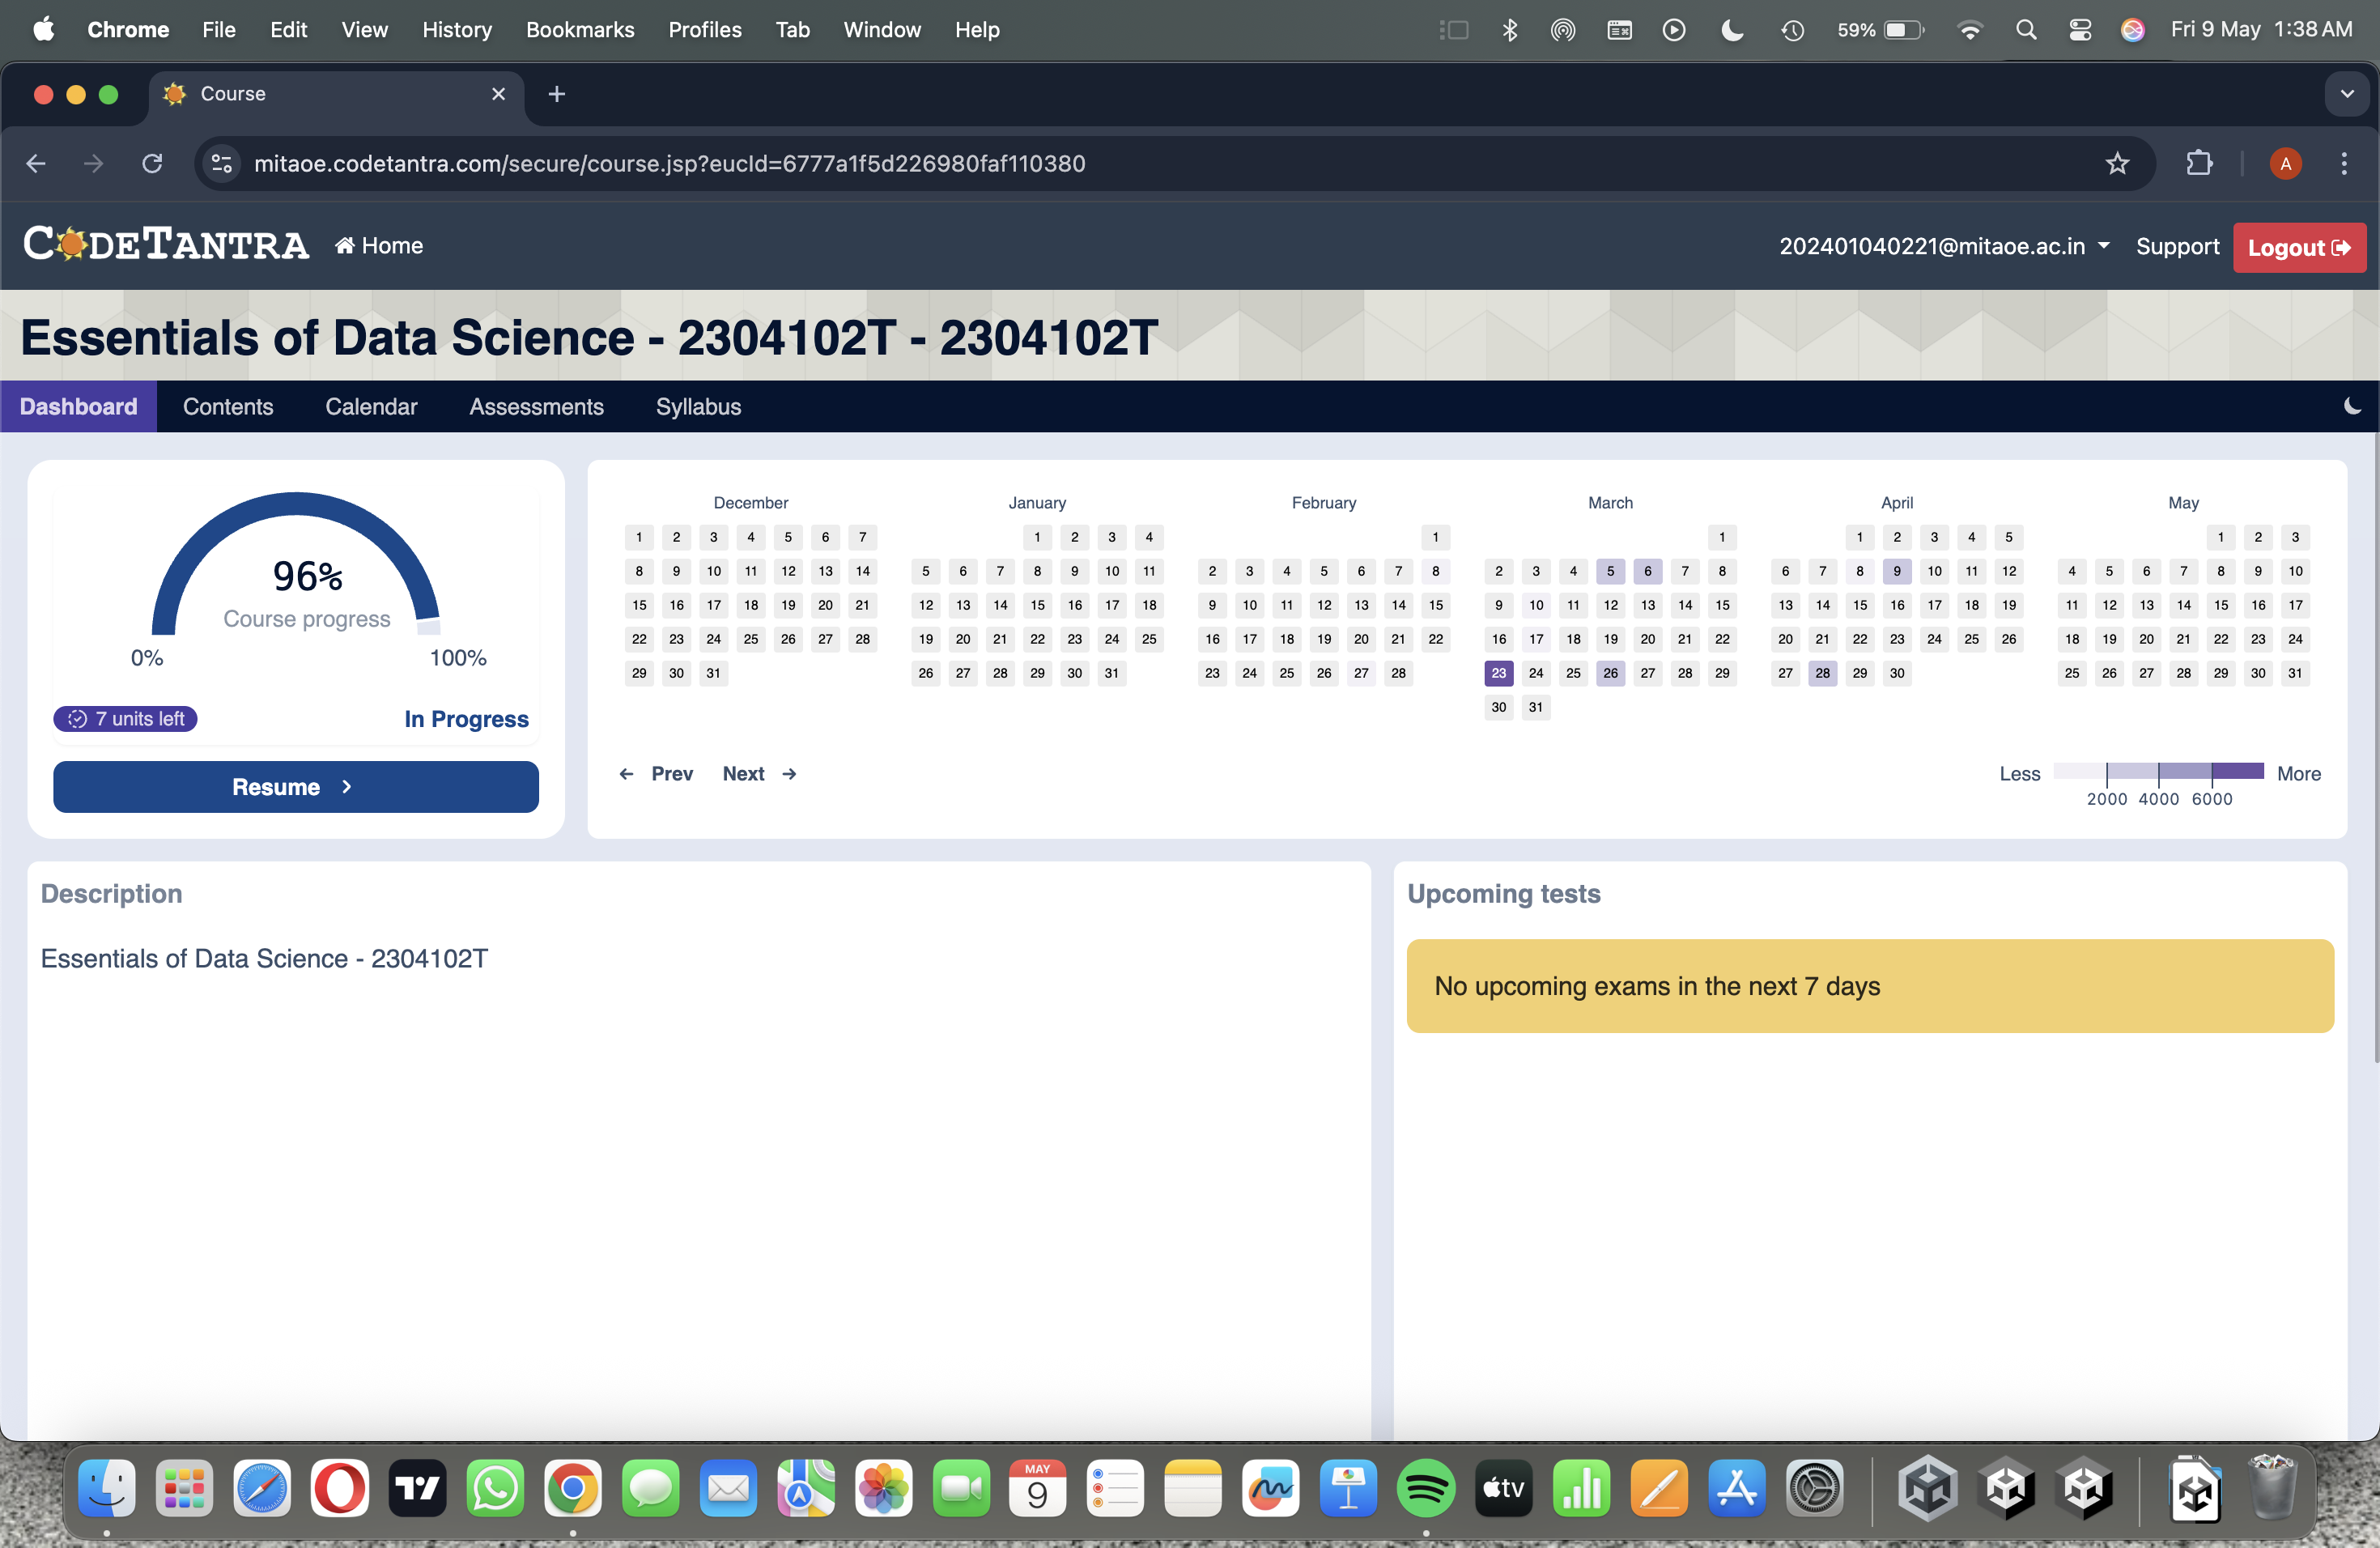 Chrome File Edit View History Bookmarks Profiles Tab Window Help 59% Fri 9 May 1:38 AM
Course
mitaoe.codetantra.com/secure/course.jsp?eucId=6777a1f5d226980faf110380 A
CODETANTRA Home 202401040221@mitaoe.ac.in Support Logout
Essentials of Data Science - 2304102T - 2304102T
Dashboard Contents Calendar Assessments Syllabus
96%
Course progress
0% 100%
7 units left In Progress
Resume
December
1 2 3 4 5 6 7
8 9 10 11 12 13 14
15 16 17 18 19 20 21
22 23 24 25 26 27 28
29 30 31
January
1 2 3 4
5 6 7 8 9 10 11
12 13 14 15 16 17 18
19 20 21 22 23 24 25
26 27 28 29 30 31
February
1
2 3 4 5 6 7 8
9 10 11 12 13 14 15
16 17 18 19 20 21 22
23 24 25 26 27 28
March
1
2 3 4 5 6 7 8
9 10 11 12 13 14 15
16 17 18 19 20 21 22
23 24 25 26 27 28 29
30 31
April
1 2 3 4 5
6 7 8 9 10 11 12
13 14 15 16 17 18 19
20 21 22 23 24 25 26
27 28 29 30
May
1 2 3
4 5 6 7 8 9 10
11 12 13 14 15 16 17
18 19 20 21 22 23 24
25 26 27 28 29 30 31
Prev Next
Less More
2000 4000 6000
Description
Essentials of Data Science - 2304102T
Upcoming tests
No upcoming exams in the next 7 days
MAY
9
tv